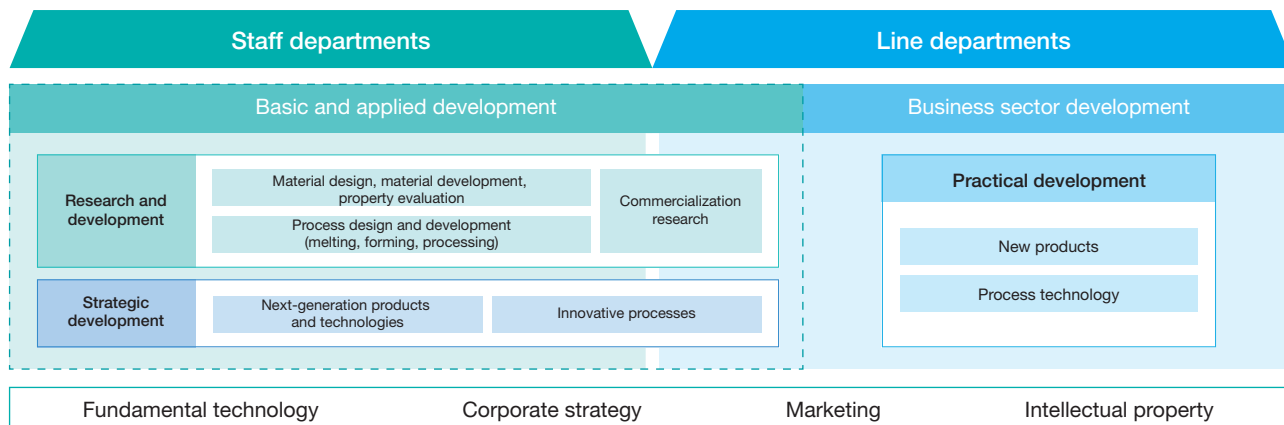 Staff departments
Line departments
Basic and applied development
Business sector development
Research and
development
Material design, material development,
property evaluation
Process design and development
(melting, forming, processing)
Commercialization
research
Strategic
development
Next-generation products
and technologies
Innovative processes
Practical development
New products
Process technology
Fundamental technology
Corporate strategy
Marketing
Intellectual property